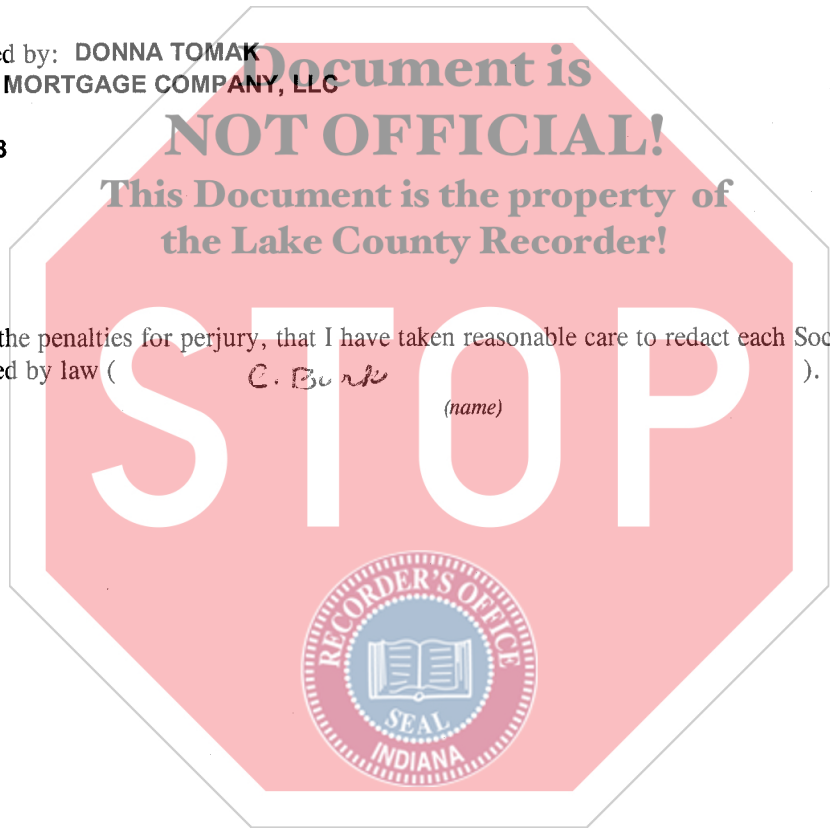 ed by: DONNA TOMAK
MORTGAGE COMPANY, LLC
3
Document is
NOT OFFICIAL!
This Document is the property of
the Lake County Recorder!
the penalties for perjury, that I have taken reasonable care to redact each Soc
ed by law ( C. Burk ).
(name)
STOP
RECORDER'S OFFICE
SEAL
INDIANA